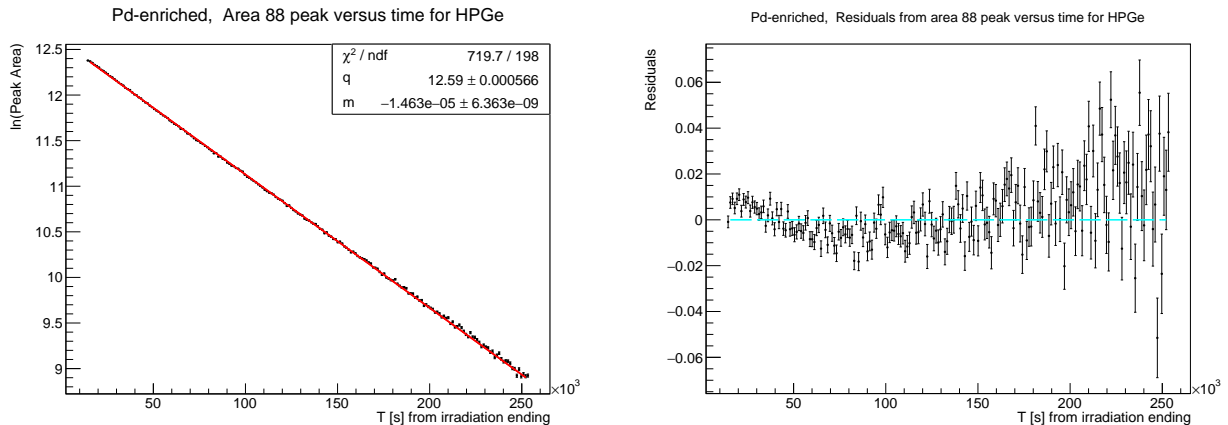 Pd-enriched, Area 88 peak versus time for HPGe
ln(Peak Area)
12.5
12
11.5
11
10.5
10
9.5
9
χ² / ndf 719.7 / 198
q 12.59 ± 0.000566
m −1.463e−05 ± 6.363e−09
50 100 150 200 250
×10³
T [s] from irradiation ending
Pd-enriched, Residuals from area 88 peak versus time for HPGe
Residuals
0.06
0.04
0.02
0
−0.02
−0.04
−0.06
50 100 150 200 250
×10³
T [s] from irradiation ending